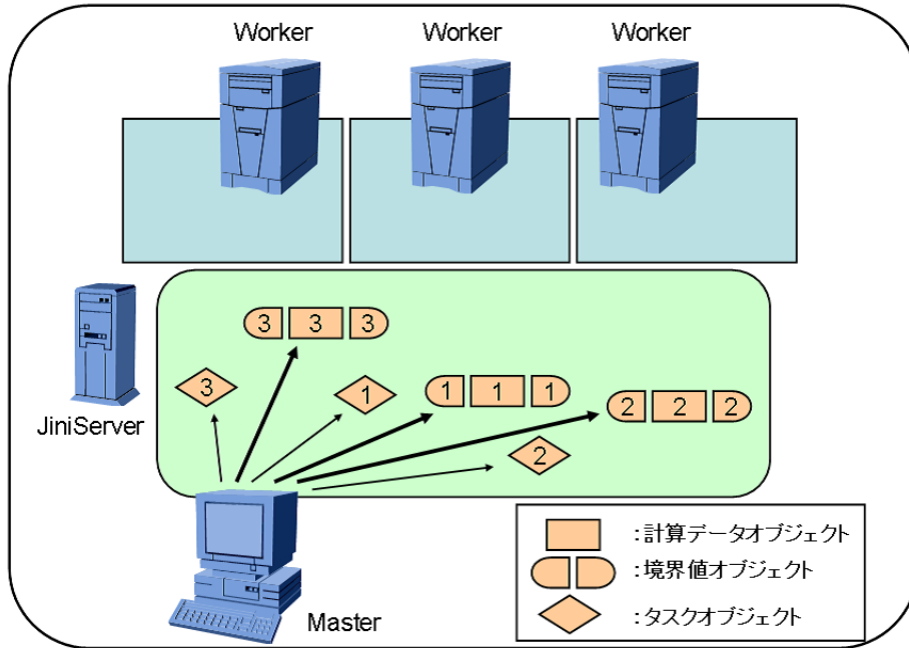 Worker Worker Worker
3 3 3
3
1
1 1 1
2 2 2
2
JiniServer
Master
:計算データオブジェクト
:境界値オブジェクト
:タスクオブジェクト